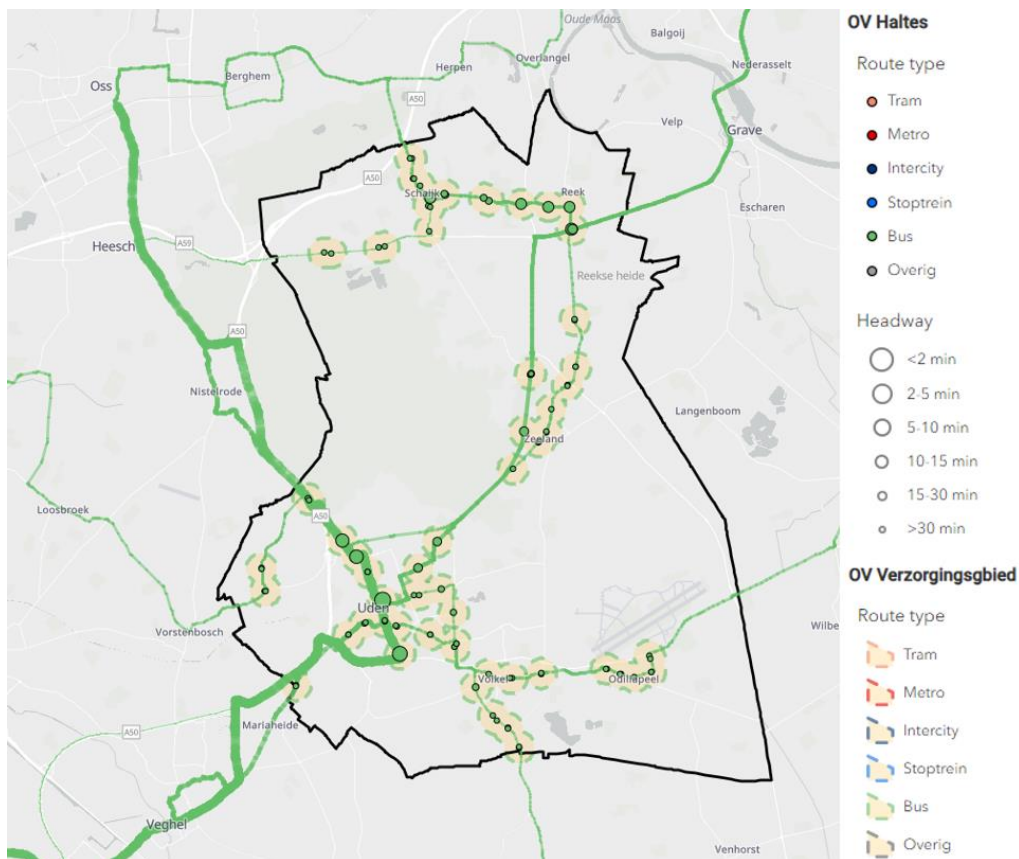 Oude Maas
Balgoij
Overlangel
Herpen
Nederasselt
Berghem
Oss
A50
Velp
Grave
A50
Schaijk
Reek
Escharen
Heesch
A59
Reekse heide
A50
Nistelrode
Langenboom
Zeeland
Loosbroek
A50
Uden
Vorstenbosch
Wilbe
Volkel
Odiliapeel
Mariaheide
A50
Veghel
Venhorst
OV Haltes
Route type
Tram
Metro
Intercity
Stoptrein
Bus
Overig
Headway
<2 min
2-5 min
5-10 min
10-15 min
15-30 min
>30 min
OV Verzorgingsgbied
Route type
Tram
Metro
Intercity
Stoptrein
Bus
Overig